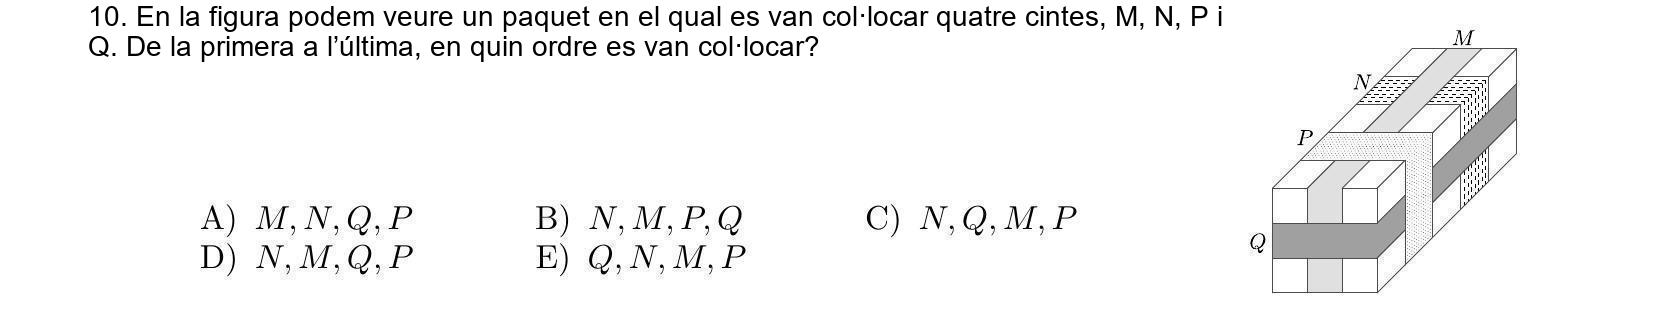 10. En la figura podem veure un paquet en el qual es van col·locar quatre cintes, M, N, P i
Q. De la primera a l’última, en quin ordre es van col·locar?
M
N
P
Q
A) M, N, Q, P B) N, M, P, Q C) N, Q, M, P
D) N, M, Q, P E) Q, N, M, P